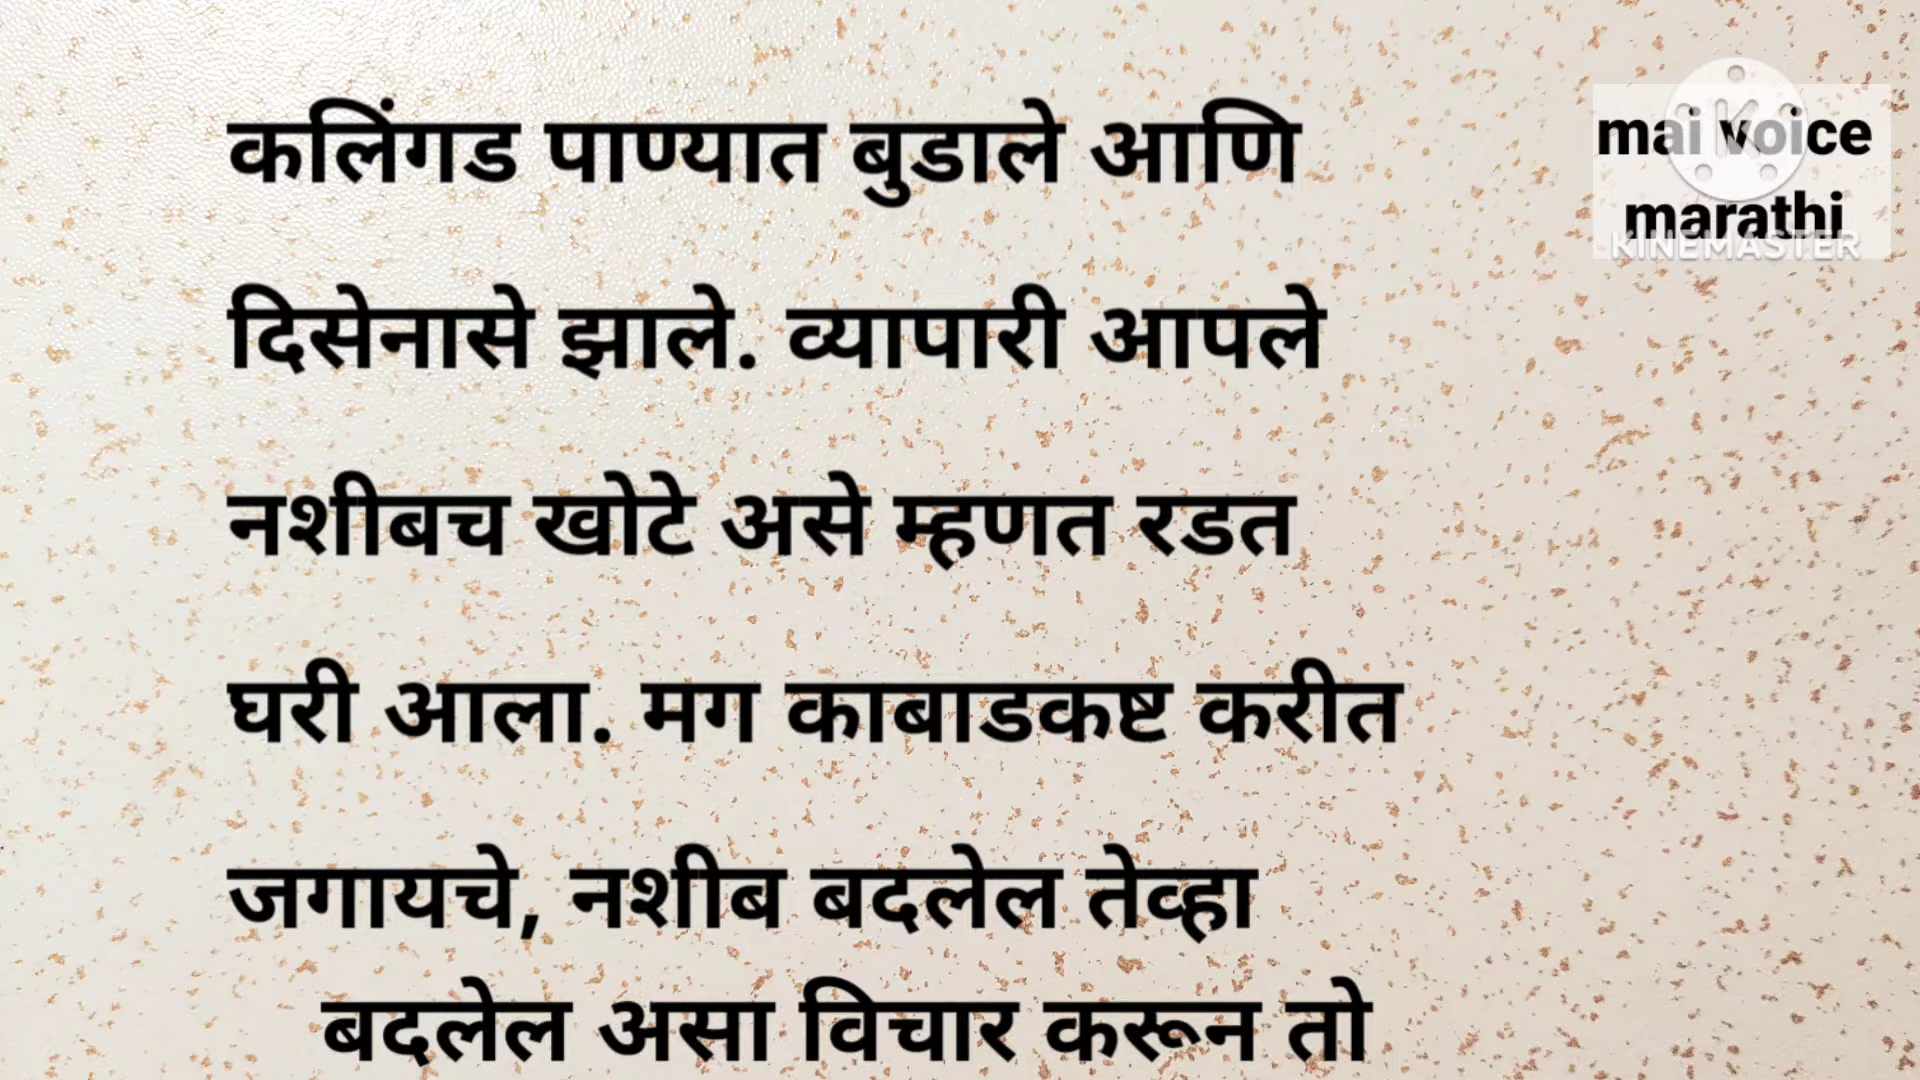 कलिंगड पाण्यात बुडाले आणि
दिसेनासे झाले. व्यापारी आपले
नशीबच खोटे असे म्हणत रडत
घरी आला. मग काबाडकष्ट करीत
जगायचे, नशीब बदलेल तेव्हा
बदलेल असा विचार करून तो
mai voice
marathi
KINEMASTER